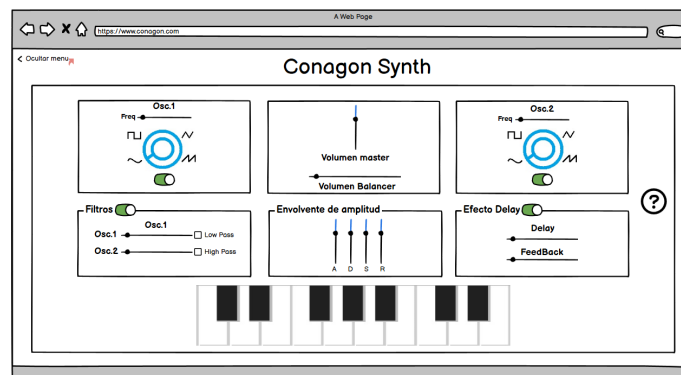 A Web Page
https://www.conagon.com
Ocultar menu
Conagon Synth
Osc.1
Freq
Volumen master
Volumen Balancer
Osc.2
Freq
Filtros
Osc.1
Osc.1
Low Pass
Osc.2
High Pass
Envolvente de amplitud
A D S R
Efecto Delay
Delay
FeedBack
?